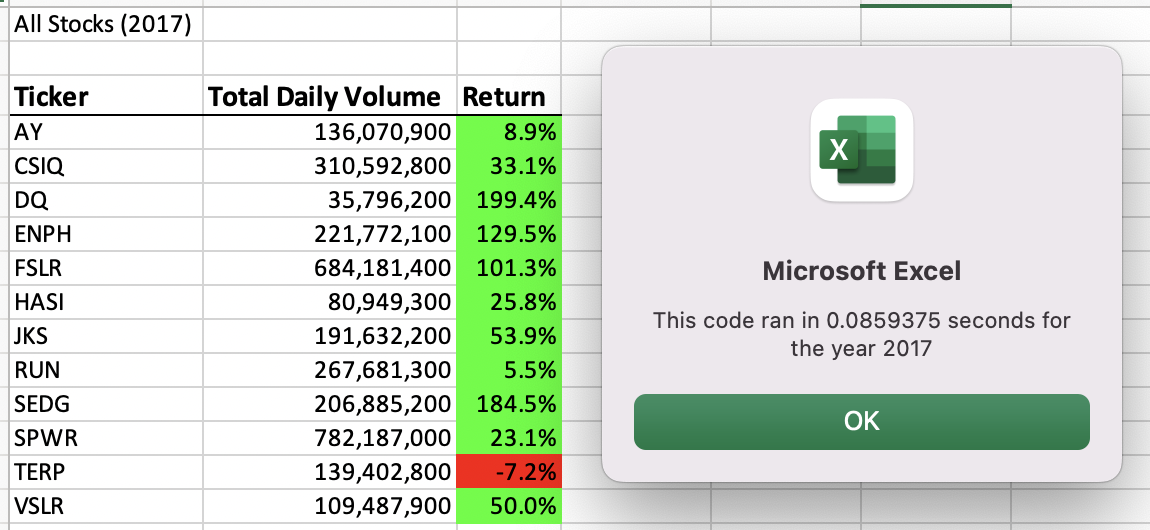 All Stocks (2017)
Ticker Total Daily Volume Return
AY 136,070,900 8.9%
CSIQ 310,592,800 33.1%
DQ 35,796,200 199.4%
ENPH 221,772,100 129.5%
FSLR 684,181,400 101.3%
HASI 80,949,300 25.8%
JKS 191,632,200 53.9%
RUN 267,681,300 5.5%
SEDG 206,885,200 184.5%
SPWR 782,187,000 23.1%
TERP 139,402,800 -7.2%
VSLR 109,487,900 50.0%
X
Microsoft Excel
This code ran in 0.0859375 seconds for
the year 2017
OK